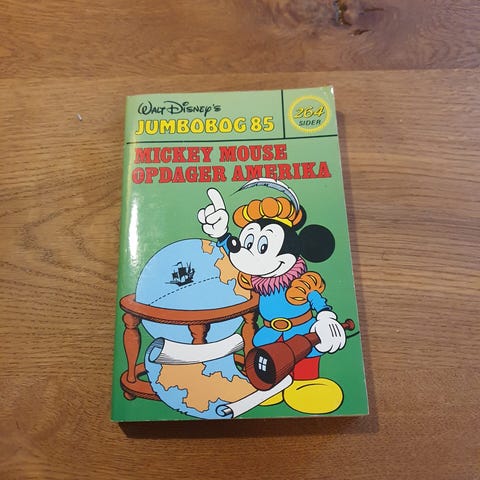 Walt Disney's
JUMBOBOG 85
264
SIDER
MICKEY MOUSE
OPDAGER AMERIKA